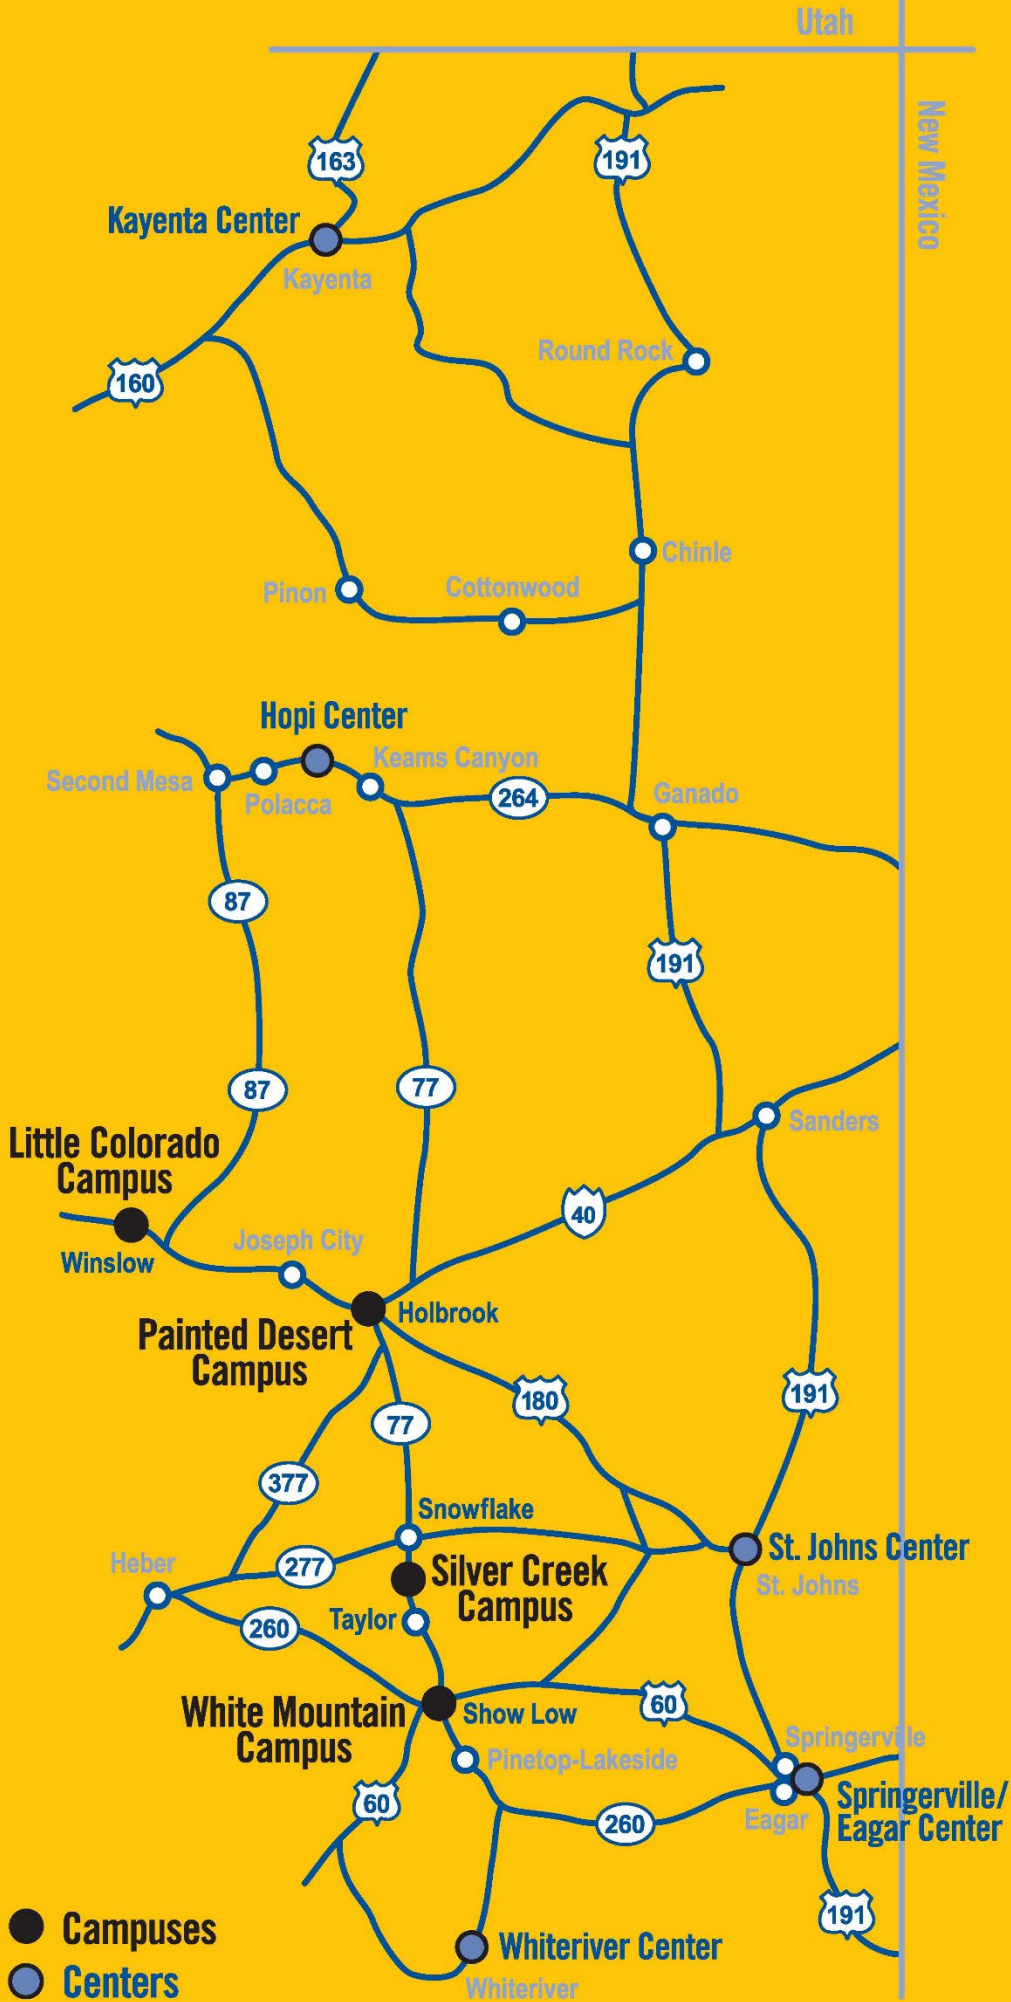 Utah
New Mexico
163
191
Kayenta Center
Kayenta
Round Rock
160
Chinle
Pinon
Cottonwood
Hopi Center
Keams Canyon
Second Mesa
Polacca
264
Ganado
87
191
87
77
Sanders
Little Colorado
Campus
40
Winslow
Joseph City
Holbrook
Painted Desert
Campus
180
191
77
377
Snowflake
Heber
277
St. Johns Center
St. Johns
Silver Creek
Campus
Taylor
260
White Mountain
Campus
Show Low
60
Springerville
Pinetop-Lakeside
60
260
Eagar
Springerville/
Eagar Center
191
Campuses
Whiteriver Center
Whiteriver
Centers